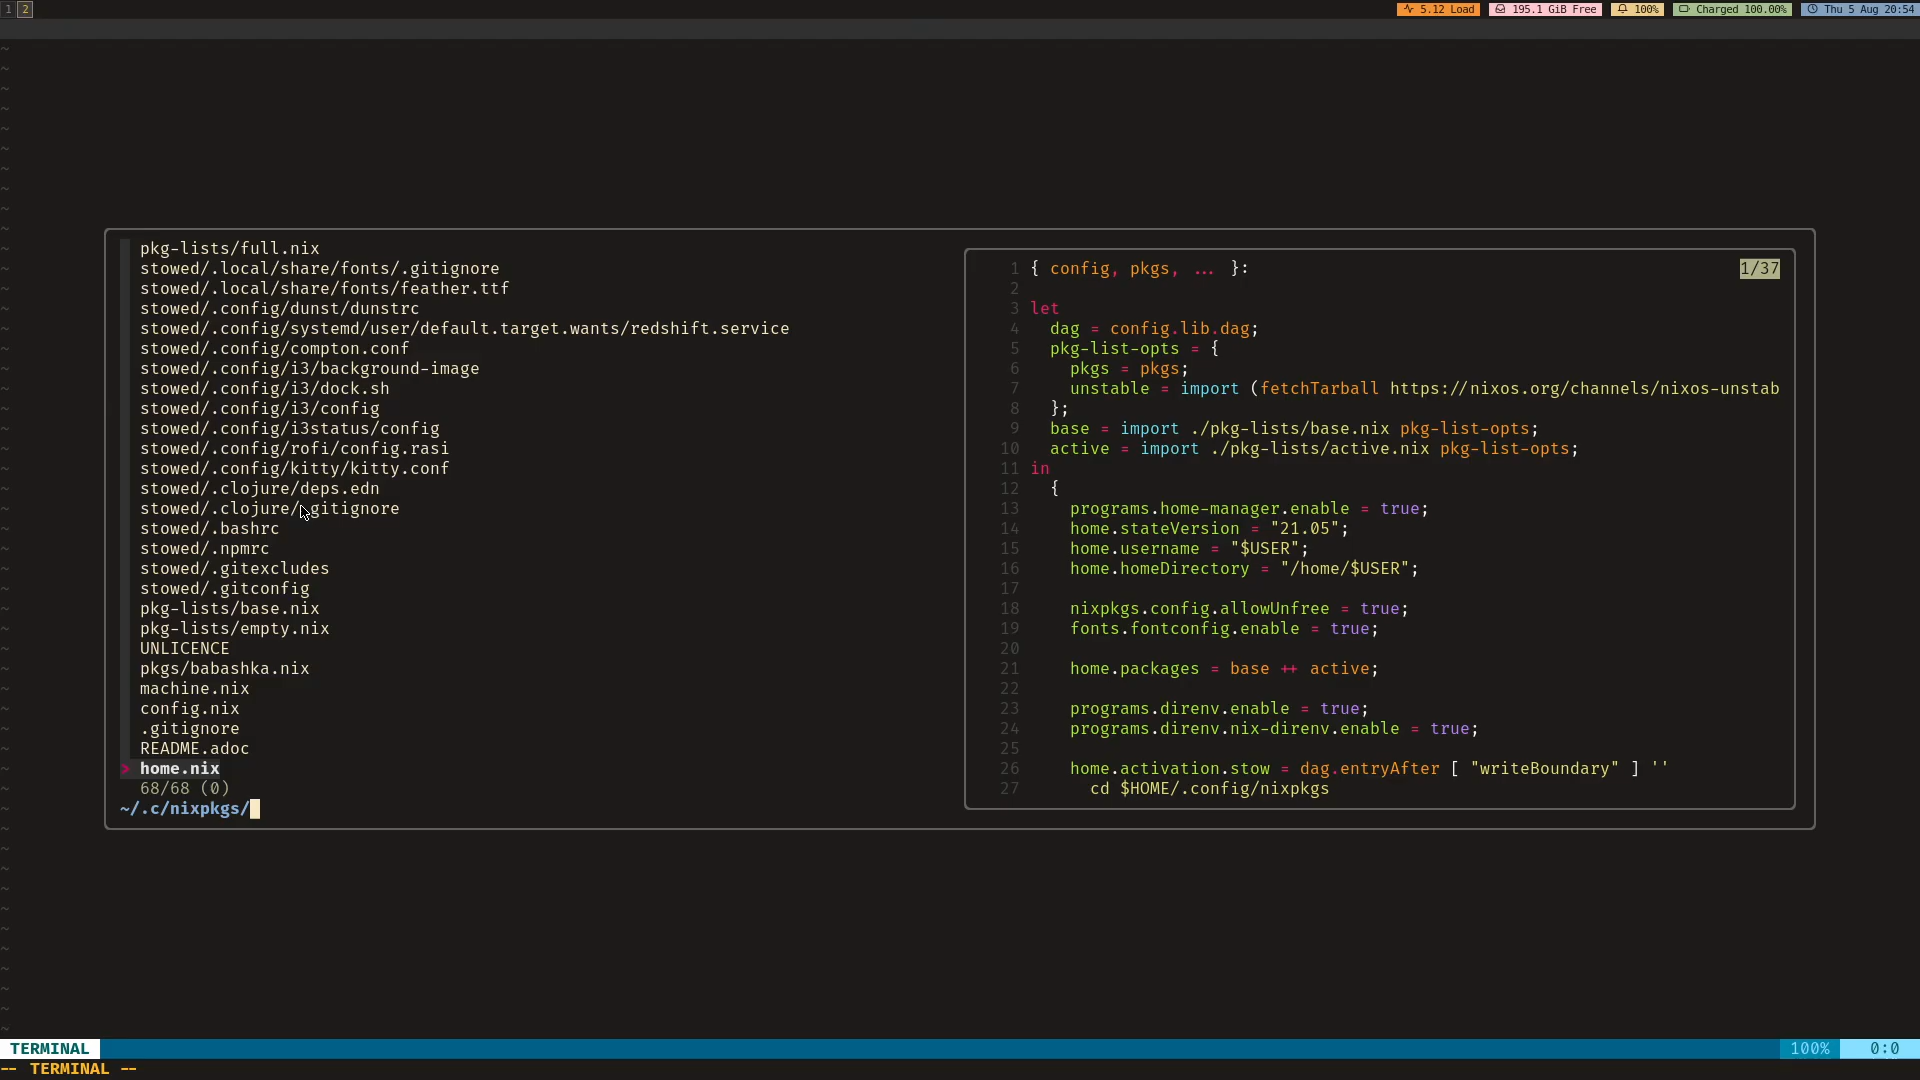 1 2 5.12 Load 195.1 GiB Free 100% Charged 100.00% Thu 5 Aug 20:54
pkg-lists/full.nix
stowed/.local/share/fonts/.gitignore
stowed/.local/share/fonts/feather.ttf
stowed/.config/dunst/dunstrc
stowed/.config/systemd/user/default.target.wants/redshift.service
stowed/.config/compton.conf
stowed/.config/i3/background-image
stowed/.config/i3/dock.sh
stowed/.config/i3/config
stowed/.config/i3status/config
stowed/.config/rofi/config.rasi
stowed/.config/kitty/kitty.conf
stowed/.clojure/deps.edn
stowed/.clojure/.gitignore
stowed/.bashrc
stowed/.npmrc
stowed/.gitexcludes
stowed/.gitconfig
pkg-lists/base.nix
pkg-lists/empty.nix
UNLICENCE
pkgs/babashka.nix
machine.nix
config.nix
.gitignore
README.adoc
> home.nix
68/68 (0)
~/.c/nixpkgs/
1/37
1 { config, pkgs, ... }:
2
3 let
4 dag = config.lib.dag;
5 pkg-list-opts = {
6 pkgs = pkgs;
7 unstable = import (fetchTarball https://nixos.org/channels/nixos-unstab
8 };
9 base = import ./pkg-lists/base.nix pkg-list-opts;
10 active = import ./pkg-lists/active.nix pkg-list-opts;
11 in
12 {
13 programs.home-manager.enable = true;
14 home.stateVersion = "21.05";
15 home.username = "$USER";
16 home.homeDirectory = "/home/$USER";
17
18 nixpkgs.config.allowUnfree = true;
19 fonts.fontconfig.enable = true;
20
21 home.packages = base ++ active;
22
23 programs.direnv.enable = true;
24 programs.direnv.nix-direnv.enable = true;
25
26 home.activation.stow = dag.entryAfter [ "writeBoundary" ] ''
27 cd $HOME/.config/nixpkgs
TERMINAL 100% 0:0
-- TERMINAL --